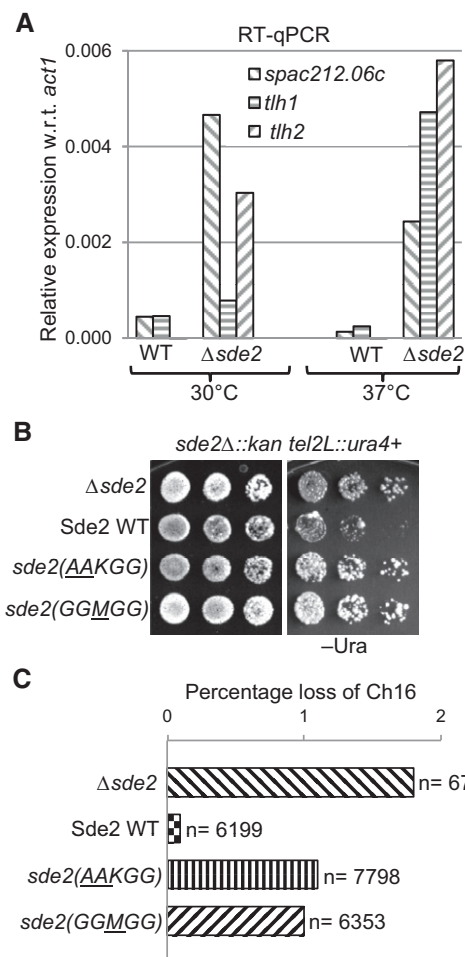 A
RT-qPCR
Relative expression w.r.t. act1
0.006
0.004
0.002
0.000
spac212.06c
tlh1
tlh2
WT
Δsde2
WT
Δsde2
30°C
37°C
B
sde2Δ::kan tel2L::ura4+
Δsde2
Sde2 WT
sde2(AAKGG)
sde2(GGMGG)
–Ura
C
Percentage loss of Ch16
0 1 2
Δsde2 n= 67
Sde2 WT n= 6199
sde2(AAKGG) n= 7798
sde2(GGMGG) n= 6353